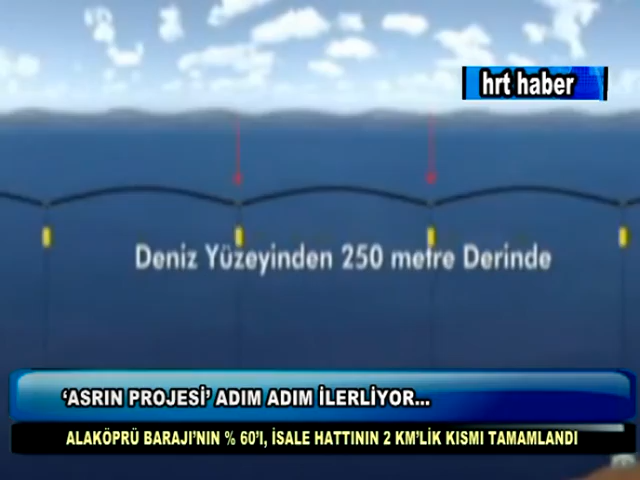 hrt haber
Deniz Yüzeyinden 250 metre Derinde
‘ASRIN PROJESİ’ ADIM ADIM İLERLİYOR...
ALAKÖPRÜ BARAJI’NIN % 60’I, İSALE HATTININ 2 KM’LİK KISMI TAMAMLANDI